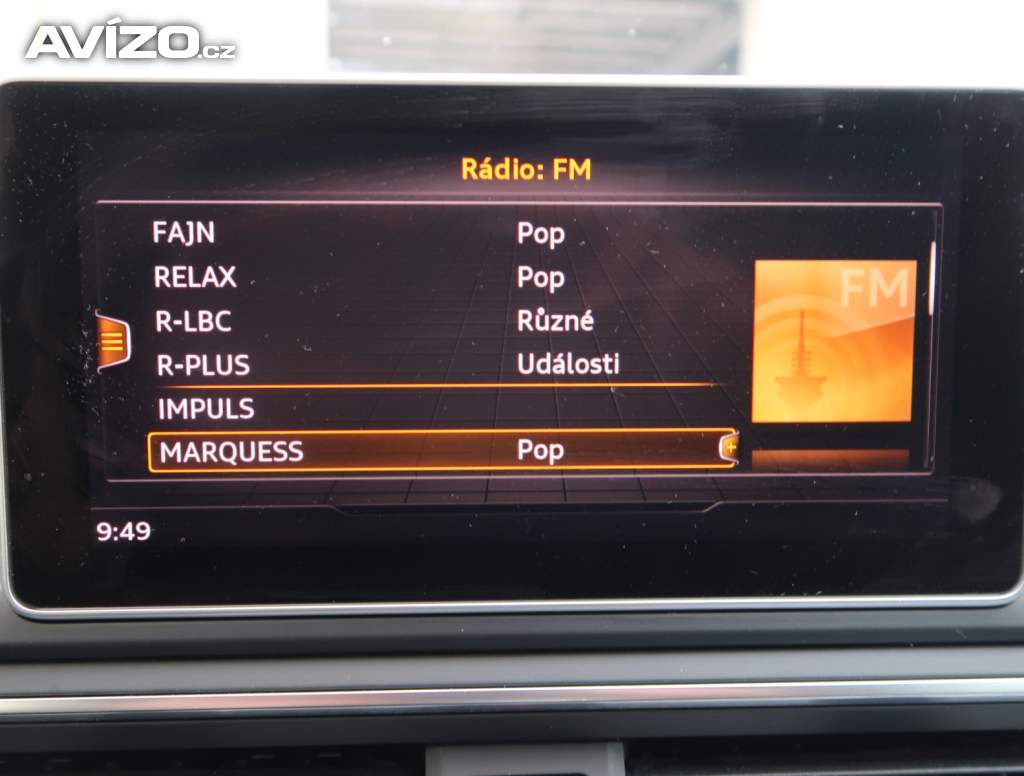 AVÍZO.cz
Rádio: FM
FAJN Pop
RELAX Pop
FM
R-LBC Různé
R-PLUS Události
IMPULS
MARQUESS Pop
9:49